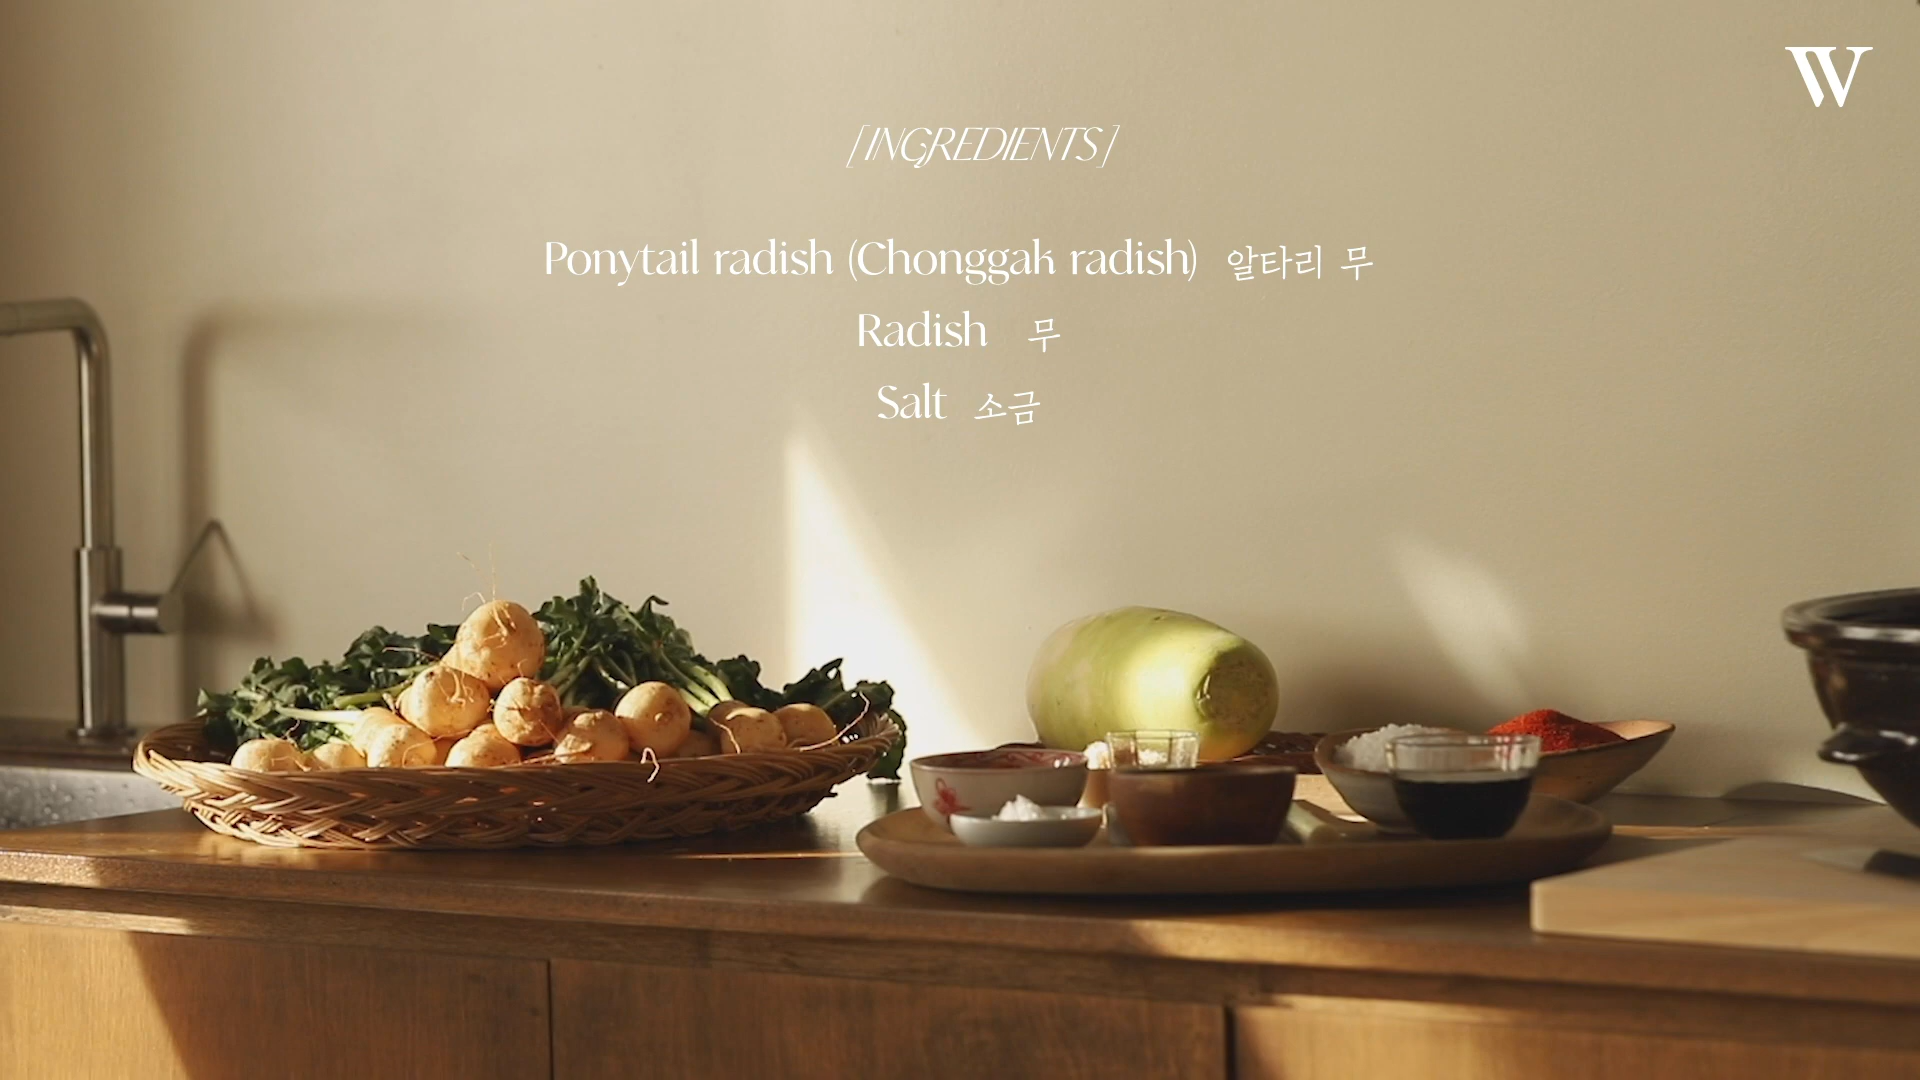 W
[INGREDIENTS]
Ponytail radish (Chonggak radish) 알타리 무
Radish 무
Salt 소금